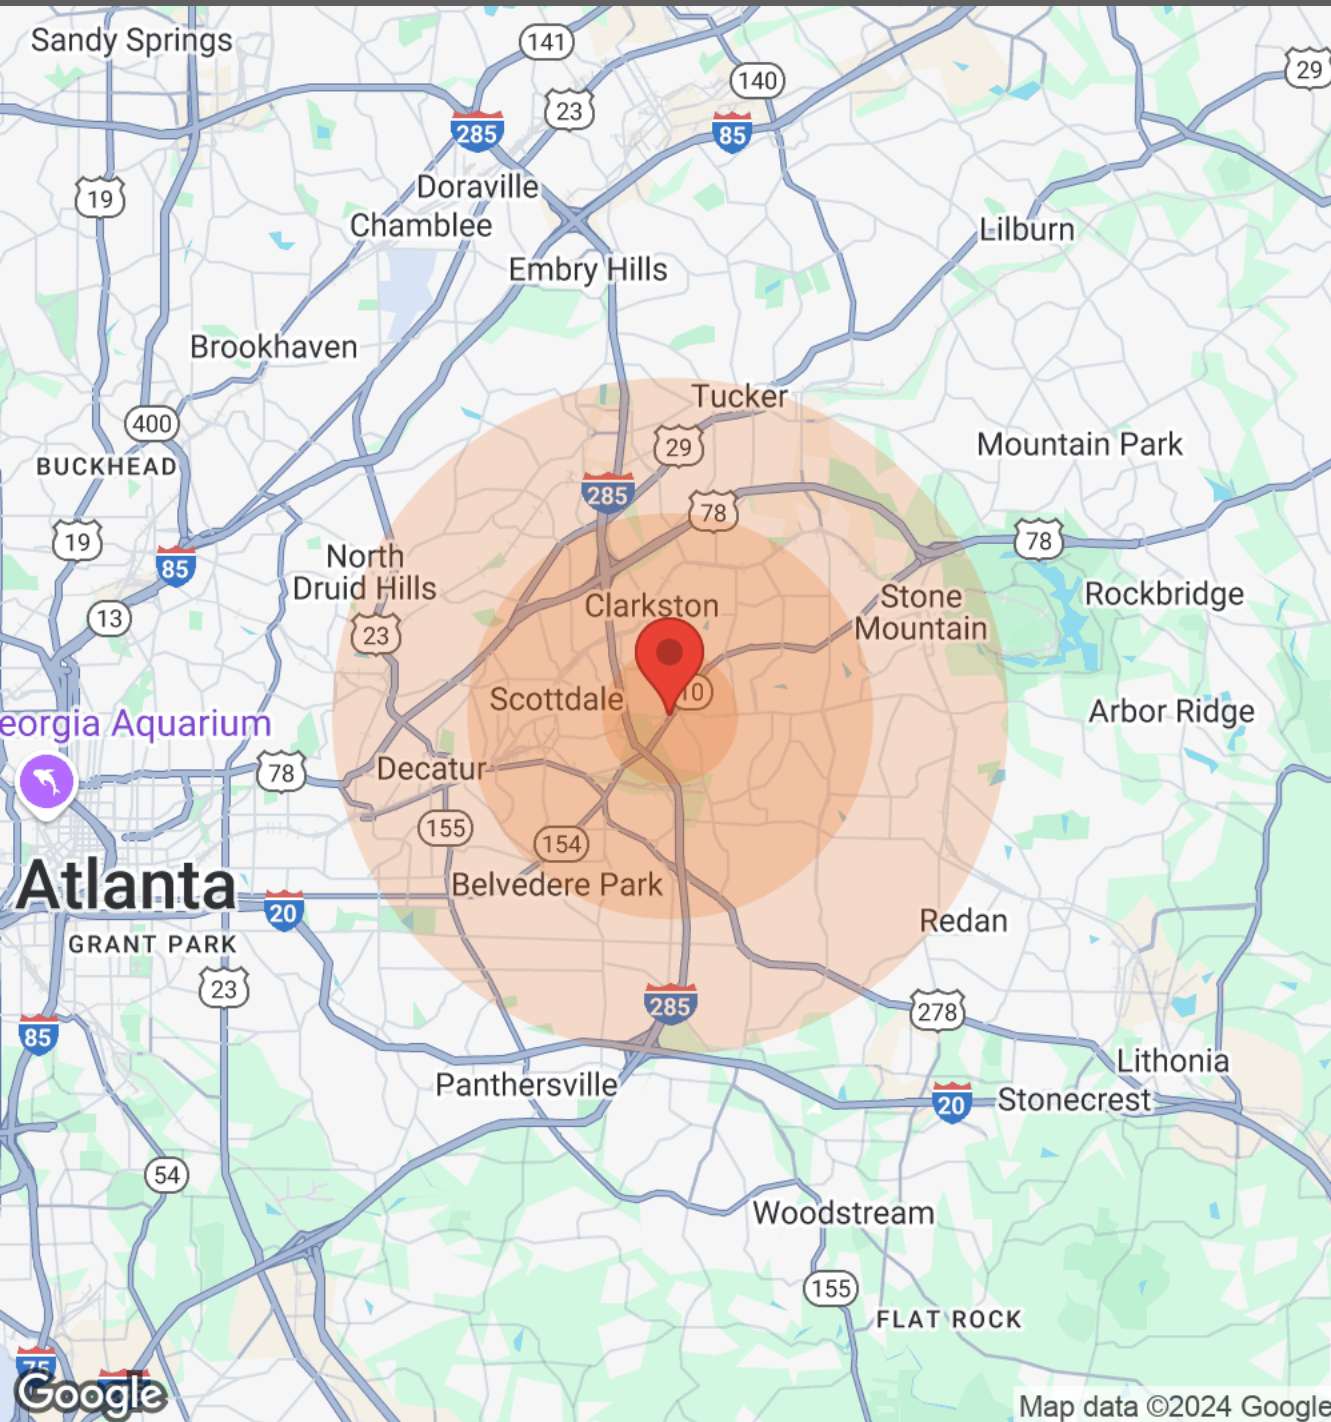 Sandy Springs
141
29
140
23
285
85
Doraville
19
Chamblee
Lilburn
Embry Hills
Brookhaven
Tucker
400
29
Mountain Park
BUCKHEAD
285
78
19
78
North
Druid Hills
85
Clarkston
Stone
Mountain
Rockbridge
13
23
Scottdale
10
Arbor Ridge
eorgia Aquarium
78
Decatur
155
154
Atlanta
Belvedere Park
20
Redan
GRANT PARK
23
285
278
85
Lithonia
Panthersville
20
Stonecrest
54
Woodstream
155
FLAT ROCK
75
Google
Map data ©2024 Google